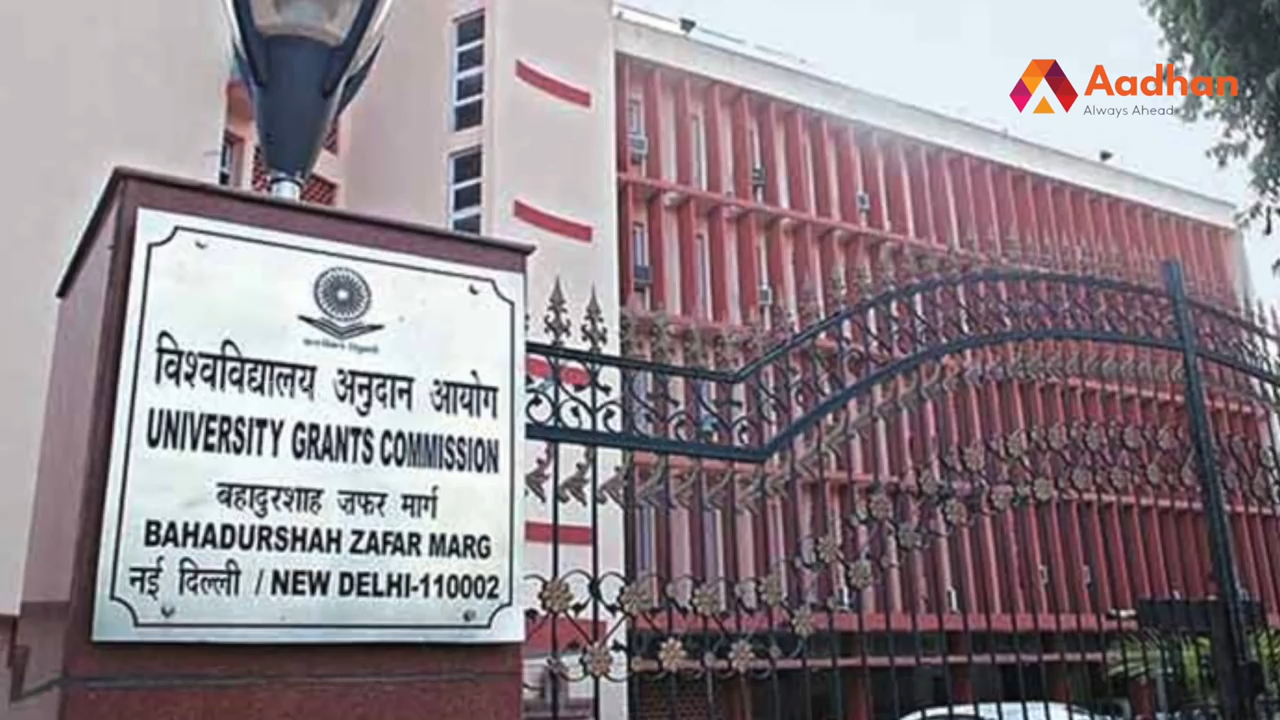 विश्वविद्यालय अनुदान आयोग
UNIVERSITY GRANTS COMMISSION
बहादुरशाह ज़फर मार्ग
BAHADURSHAH ZAFAR MARG
नई दिल्ली / NEW DELHI-110002
Aadhan
Always Ahead